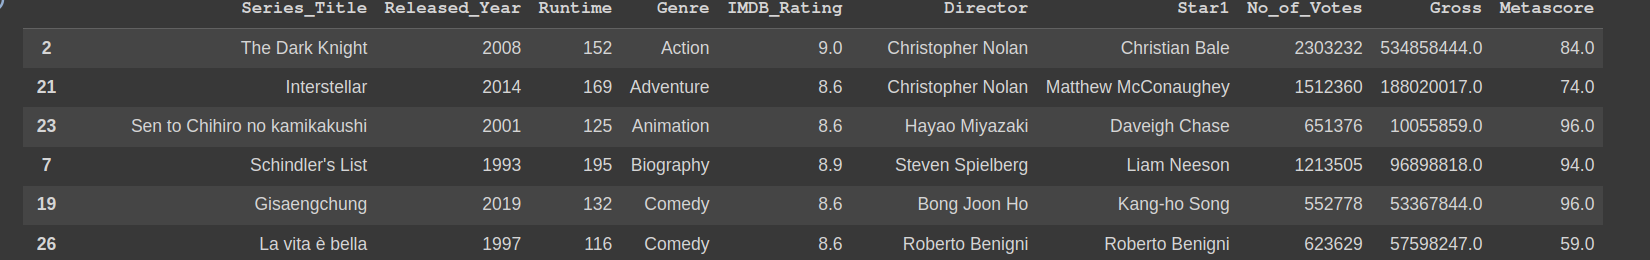 Series_Title Released_Year Runtime Genre IMDB_Rating Director Star1 No_of_Votes Gross Metascore
2 The Dark Knight 2008 152 Action 9.0 Christopher Nolan Christian Bale 2303232 534858444.0 84.0
21 Interstellar 2014 169 Adventure 8.6 Christopher Nolan Matthew McConaughey 1512360 188020017.0 74.0
23 Sen to Chihiro no kamikakushi 2001 125 Animation 8.6 Hayao Miyazaki Daveigh Chase 651376 10055859.0 96.0
7 Schindler's List 1993 195 Biography 8.9 Steven Spielberg Liam Neeson 1213505 96898818.0 94.0
19 Gisaengchung 2019 132 Comedy 8.6 Bong Joon Ho Kang-ho Song 552778 53367844.0 96.0
26 La vita è bella 1997 116 Comedy 8.6 Roberto Benigni Roberto Benigni 623629 57598247.0 59.0